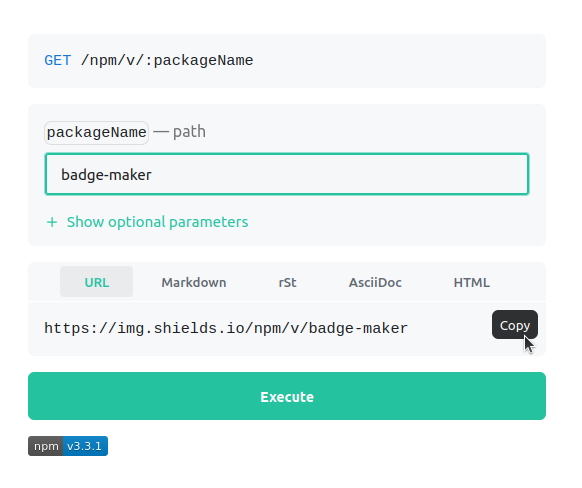 GET /npm/v/:packageName
packageName — path
badge-maker
+ Show optional parameters
URL Markdown rSt AsciiDoc HTML
https://img.shields.io/npm/v/badge-maker
Copy
Execute
npm v3.3.1